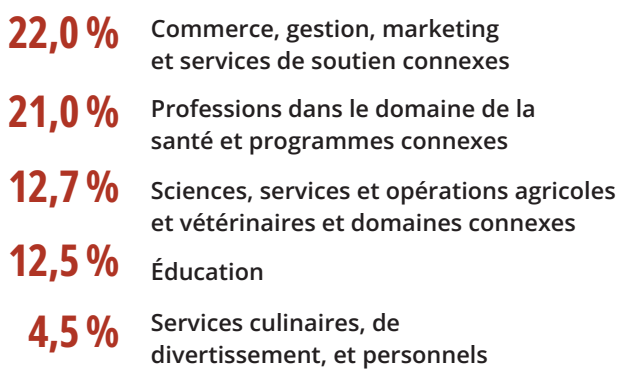 22,0 % Commerce, gestion, marketing
et services de soutien connexes
21,0 % Professions dans le domaine de la
santé et programmes connexes
12,7 % Sciences, services et opérations agricoles
et vétérinaires et domaines connexes
12,5 % Éducation
4,5 % Services culinaires, de
divertissement, et personnels